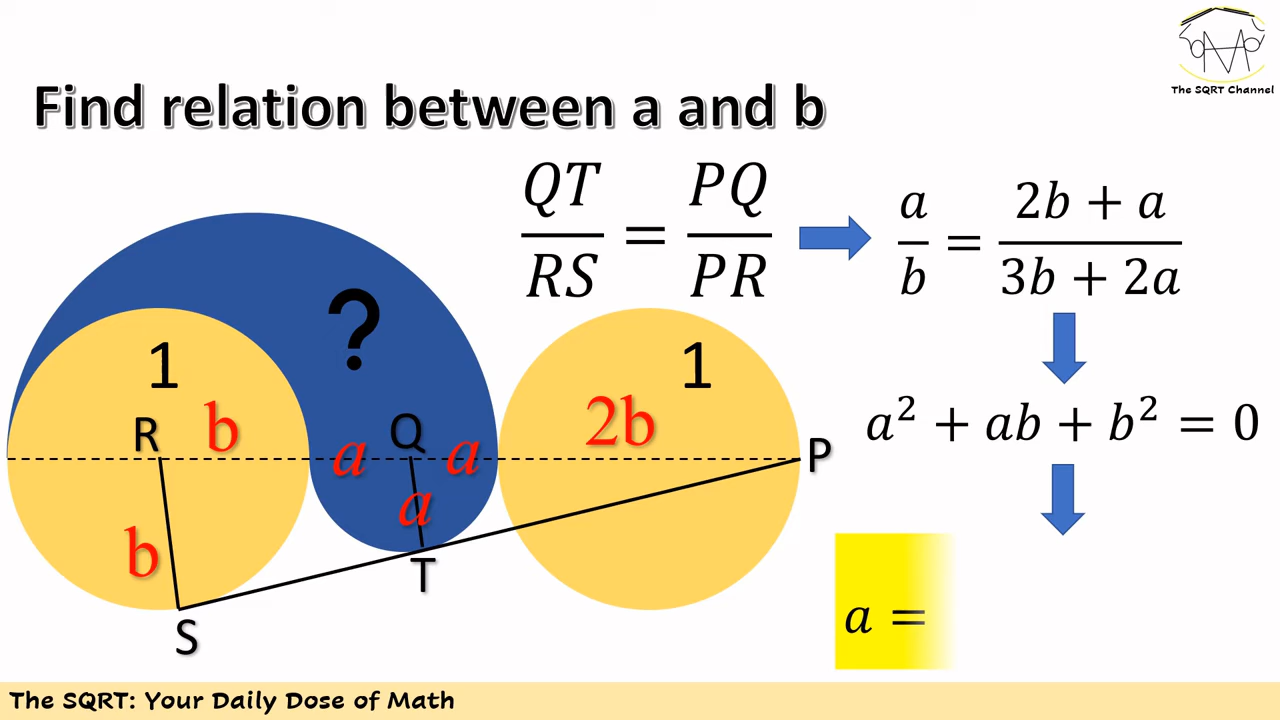 The SQRT Channel
Find relation between a and b
QT/RS = PQ/PR
a/b = (2b + a)/(3b + 2a)
?
1
1
R b
Q
2b
a a
P
a² + ab + b² = 0
a
b
T
S
a =
The SQRT: Your Daily Dose of Math